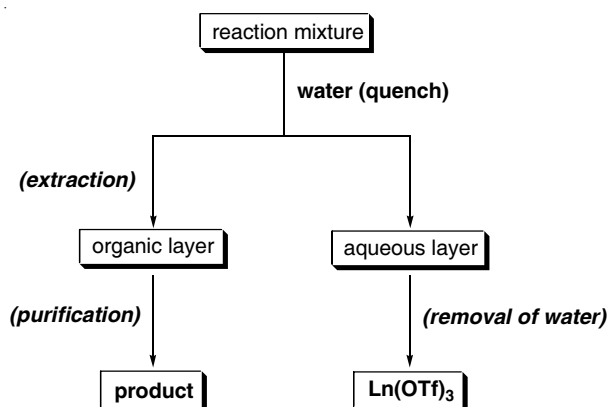 reaction mixture
water (quench)
(extraction)
organic layer
aqueous layer
(purification)
(removal of water)
product
Ln(OTf)₃